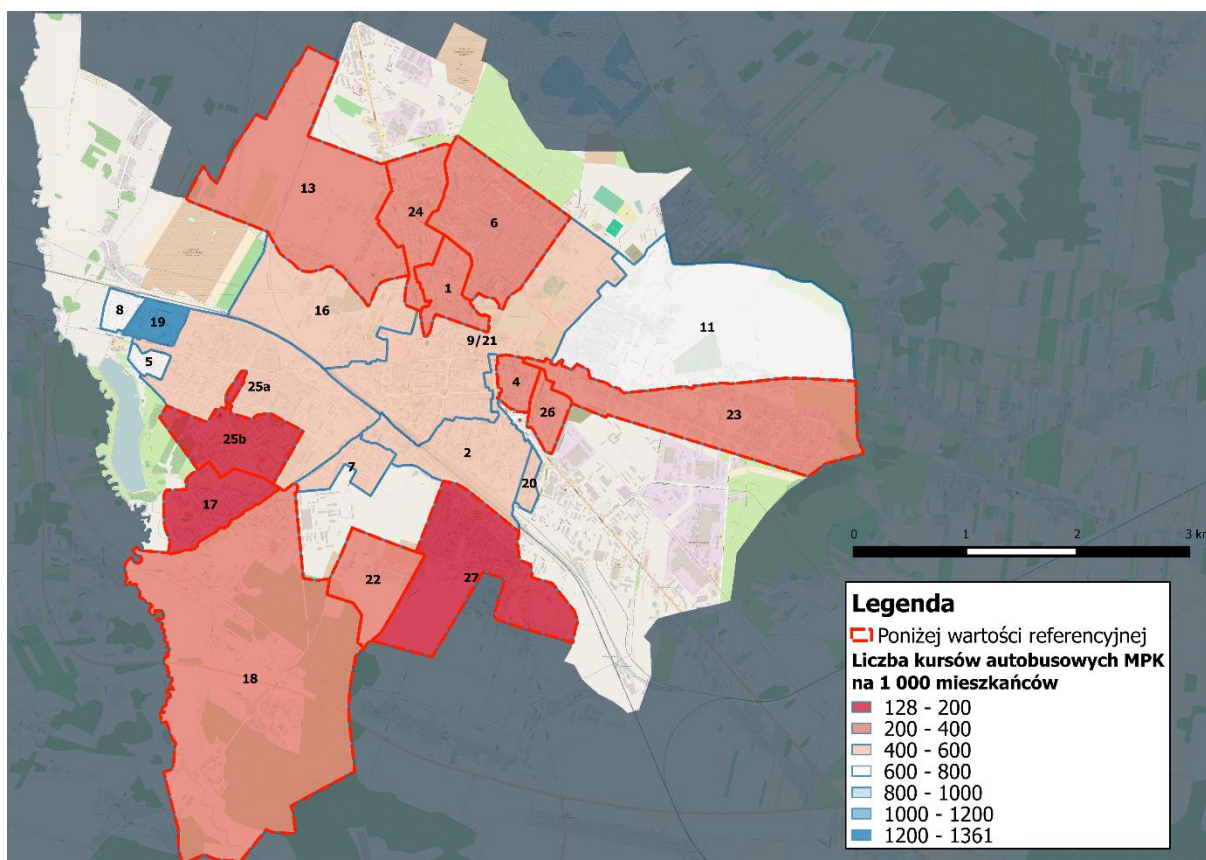 13
24
6
1
16
8
19
5
9/21
11
25a
4
26
23
25b
2
7
20
17
22
27
18
0 1 2 3 km
Legenda
Poniżej wartości referencyjnej
Liczba kursów autobusowych MPK
na 1 000 mieszkańców
128 - 200
200 - 400
400 - 600
600 - 800
800 - 1000
1000 - 1200
1200 - 1361